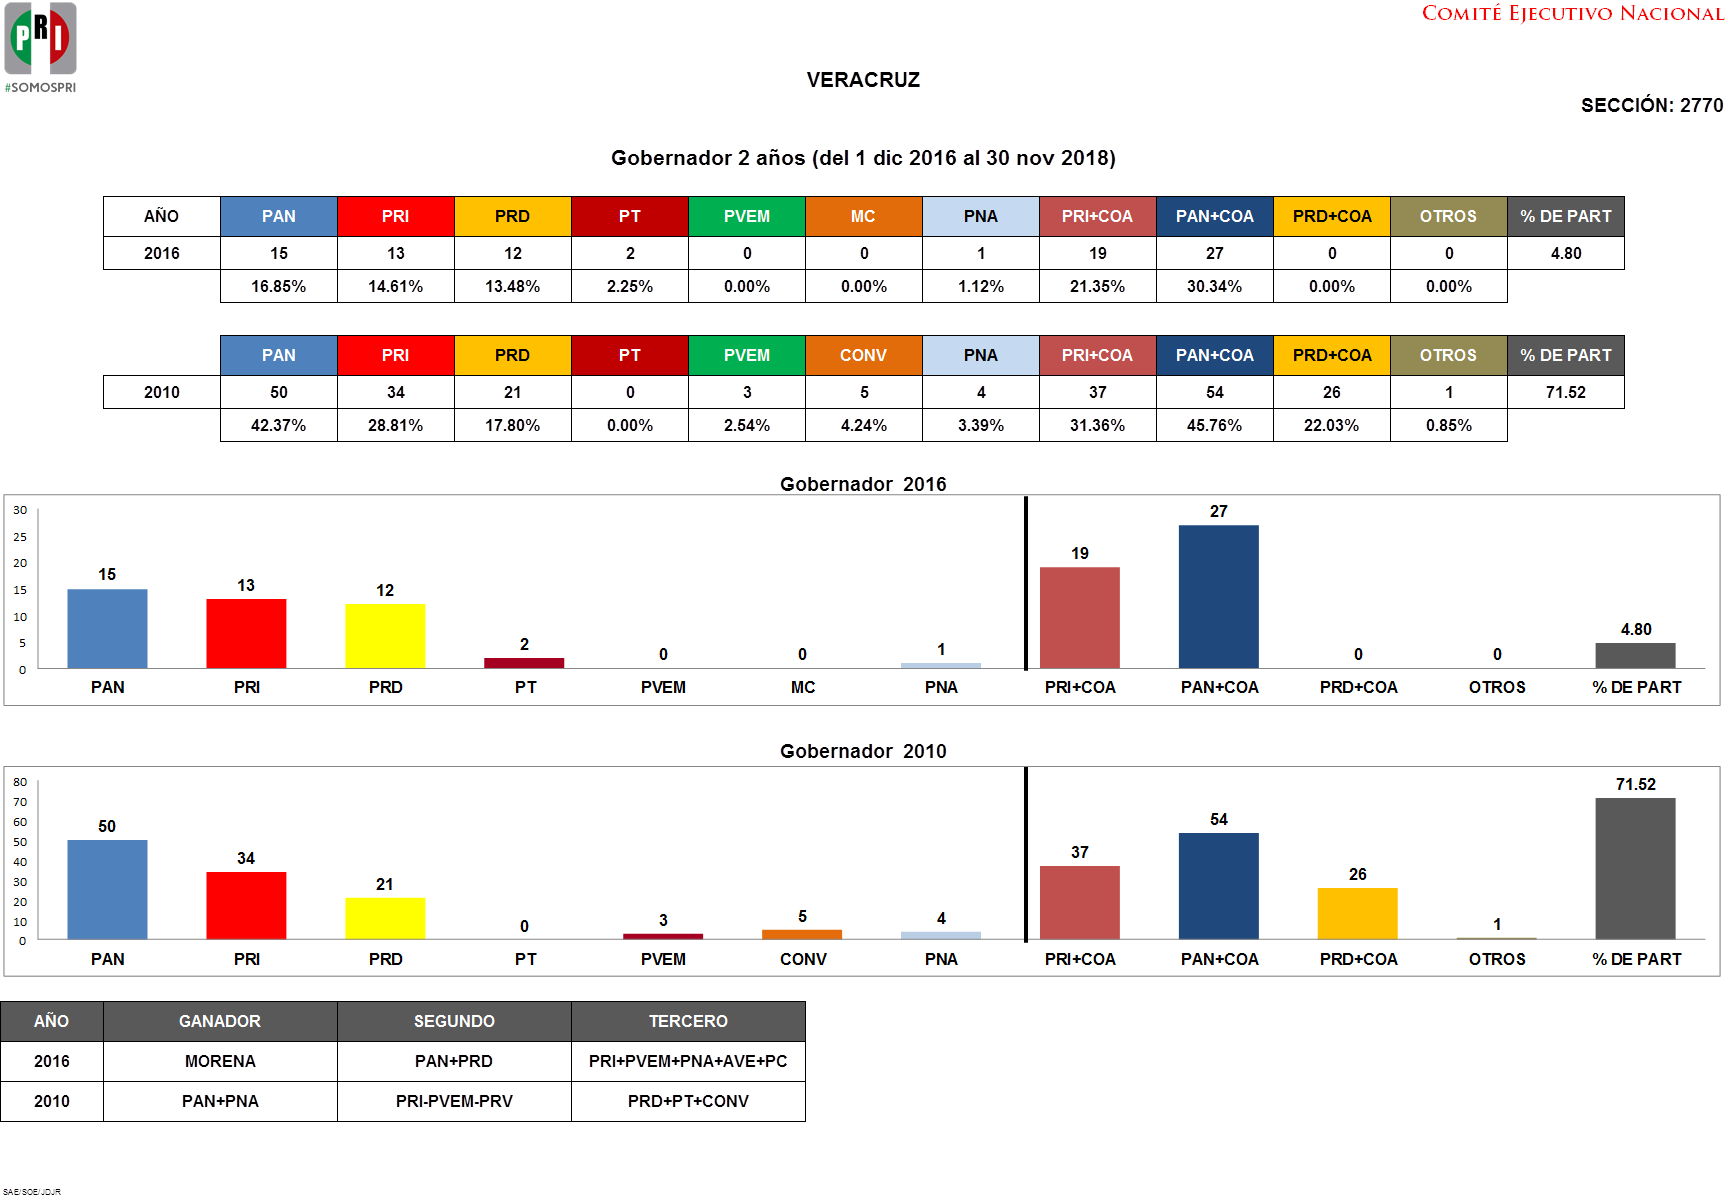 PRI
#SOMOSPRI
COMITÉ EJECUTIVO NACIONAL
VERACRUZ
SECCIÓN: 2770
Gobernador 2 años (del 1 dic 2016 al 30 nov 2018)
AÑO PAN PRI PRD PT PVEM MC PNA PRI+COA PAN+COA PRD+COA OTROS % DE PART
2016 15 13 12 2 0 0 1 19 27 0 0 4.80
16.85% 14.61% 13.48% 2.25% 0.00% 0.00% 1.12% 21.35% 30.34% 0.00% 0.00%
PAN PRI PRD PT PVEM CONV PNA PRI+COA PAN+COA PRD+COA OTROS % DE PART
2010 50 34 21 0 3 5 4 37 54 26 1 71.52
42.37% 28.81% 17.80% 0.00% 2.54% 4.24% 3.39% 31.36% 45.76% 22.03% 0.85%
Gobernador 2016
30
25
20
15
10
5
0
15 13 12 2 0 0 1 19 27 0 0 4.80
PAN PRI PRD PT PVEM MC PNA PRI+COA PAN+COA PRD+COA OTROS % DE PART
Gobernador 2010
80
70
60
50
40
30
20
10
0
50 34 21 0 3 5 4 37 54 26 1 71.52
PAN PRI PRD PT PVEM CONV PNA PRI+COA PAN+COA PRD+COA OTROS % DE PART
AÑO GANADOR SEGUNDO TERCERO
2016 MORENA PAN+PRD PRI+PVEM+PNA+AVE+PC
2010 PAN+PNA PRI-PVEM-PRV PRD+PT+CONV
SAE/SOE/JDJR